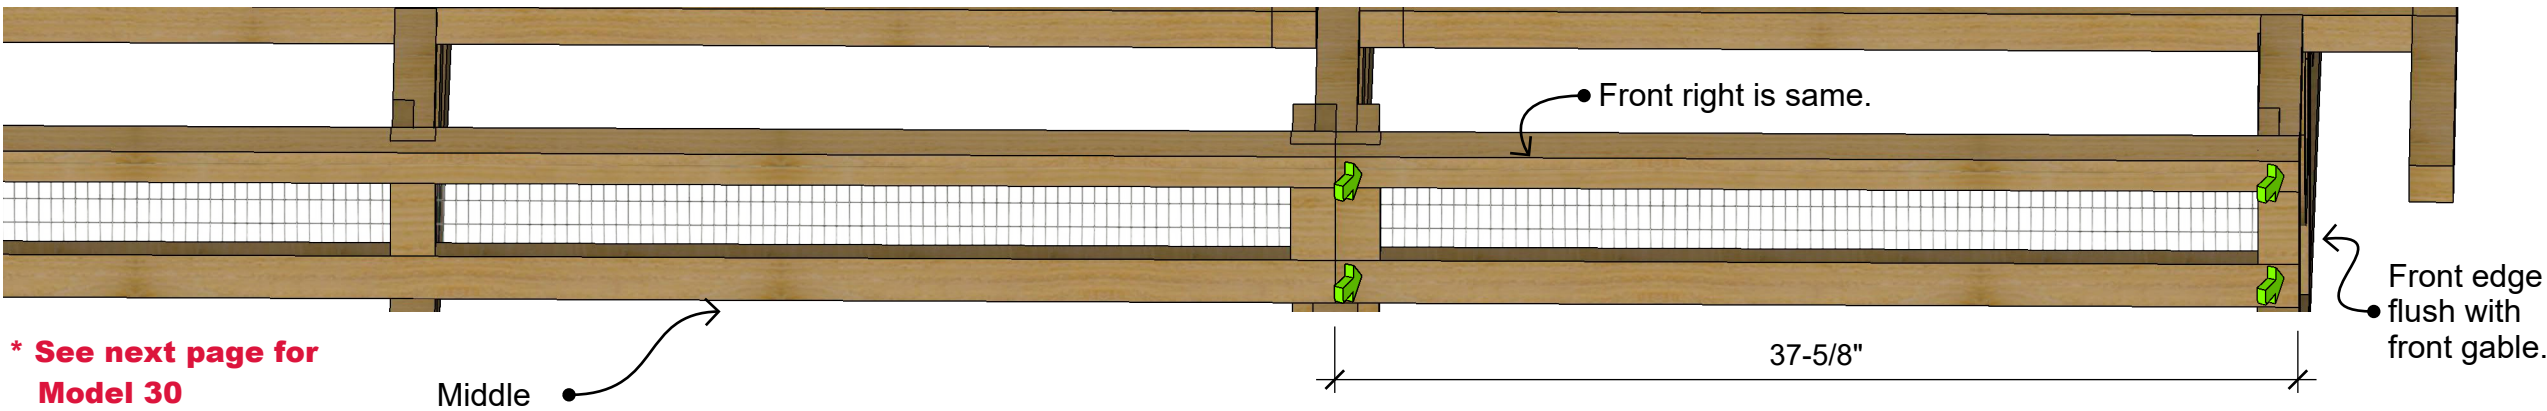 Front right is same.
Front edge
flush with
front gable.
37-5/8"
* See next page for
Model 30
Middle